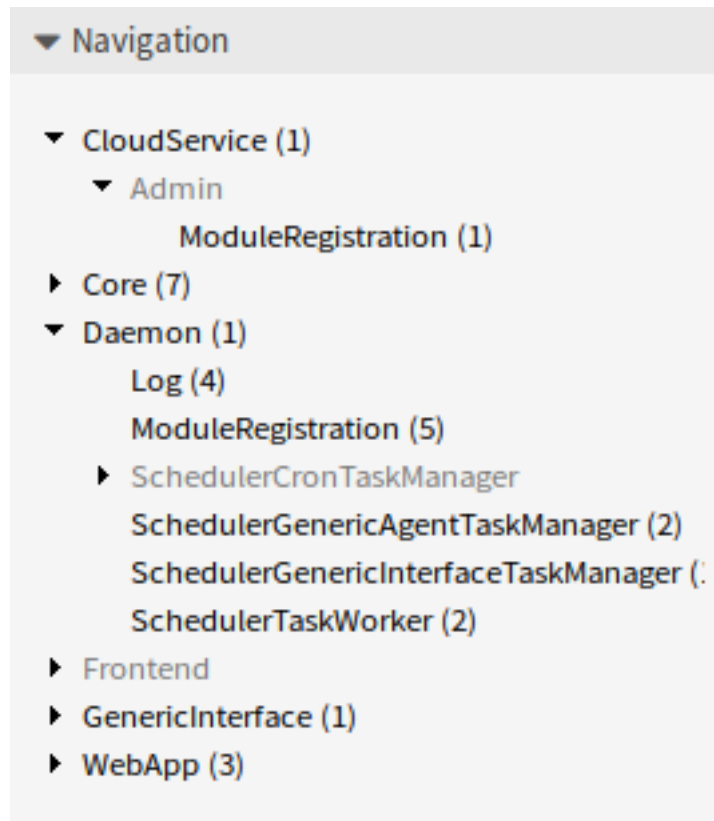 Navigation
CloudService (1)
Admin
ModuleRegistration (1)
Core (7)
Daemon (1)
Log (4)
ModuleRegistration (5)
SchedulerCronTaskManager
SchedulerGenericAgentTaskManager (2)
SchedulerGenericInterfaceTaskManager (
SchedulerTaskWorker (2)
Frontend
GenericInterface (1)
WebApp (3)